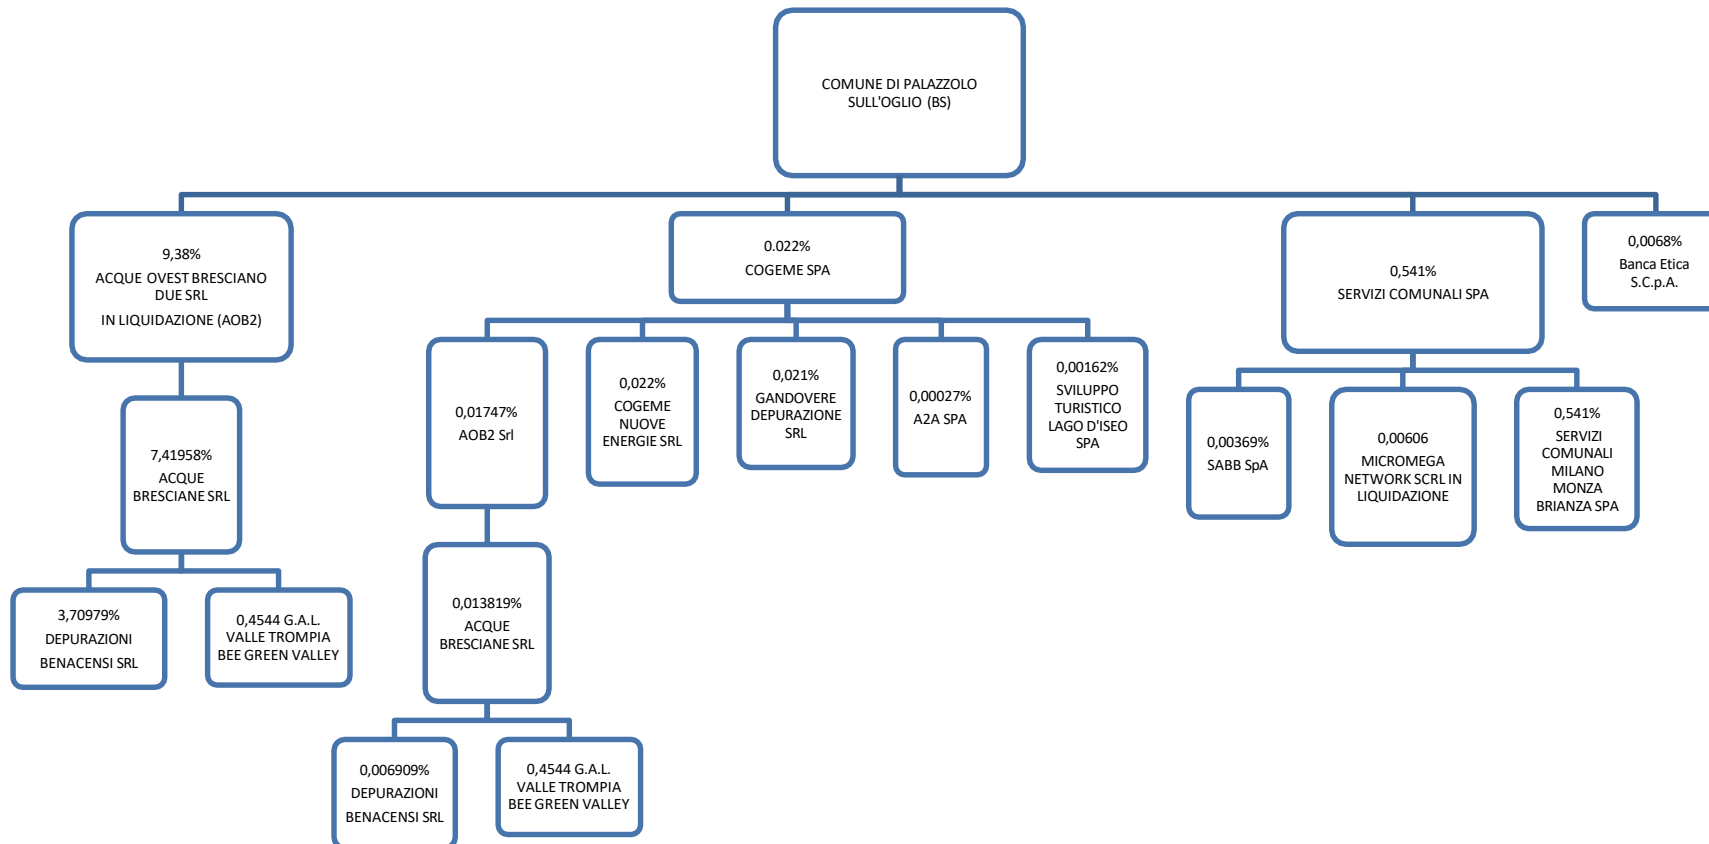 COMUNE DI PALAZZOLO
SULL'OGLIO (BS)
9,38%
ACQUE OVEST BRESCIANO
DUE SRL
IN LIQUIDAZIONE (AOB2)
0.022%
COGEME SPA
0,541%
SERVIZI COMUNALI SPA
0,0068%
Banca Etica
S.C.p.A.
7,41958%
ACQUE
BRESCIANE SRL
0,01747%
AOB2 Srl
0,022%
COGEME
NUOVE
ENERGIE SRL
0,021%
GANDOVERE
DEPURAZIONE
SRL
0,00027%
A2A SPA
0,00162%
SVILUPPO
TURISTICO
LAGO D'ISEO
SPA
0,00369%
SABB SpA
0,00606
MICROMEGA
NETWORK SCRL IN
LIQUIDAZIONE
0,541%
SERVIZI
COMUNALI
MILANO
MONZA
BRIANZA SPA
3,70979%
DEPURAZIONI
BENACENSI SRL
0,4544 G.A.L.
VALLE TROMPIA
BEE GREEN VALLEY
0,013819%
ACQUE
BRESCIANE SRL
0,006909%
DEPURAZIONI
BENACENSI SRL
0,4544 G.A.L.
VALLE TROMPIA
BEE GREEN VALLEY